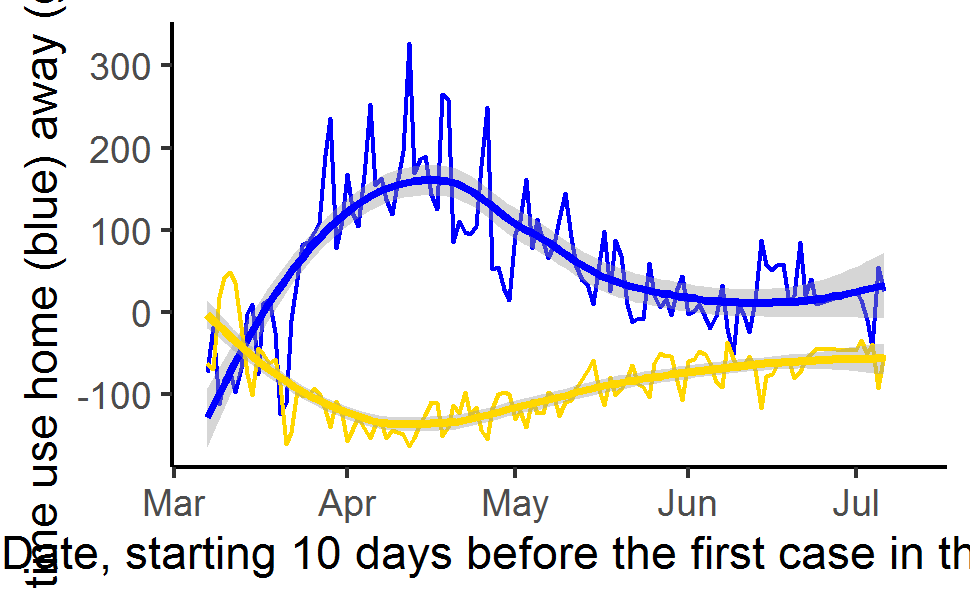 time use home (blue) away (
300
200
100
0
-100
Mar Apr May Jun Jul
Date, starting 10 days before the first case in th